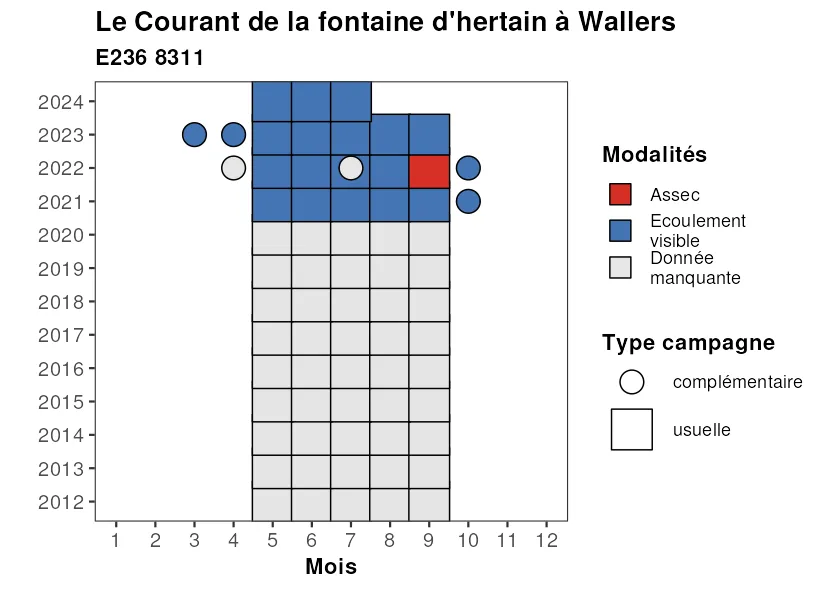 Le Courant de la fontaine d'hertain à Wallers
E236 8311
2024
2023
2022
2021
2020
2019
2018
2017
2016
2015
2014
2013
2012
1 2 3 4 5 6 7 8 9 10 11 12
Mois
Modalités
Assec
Ecoulement
visible
Donnée
manquante
Type campagne
complémentaire
usuelle